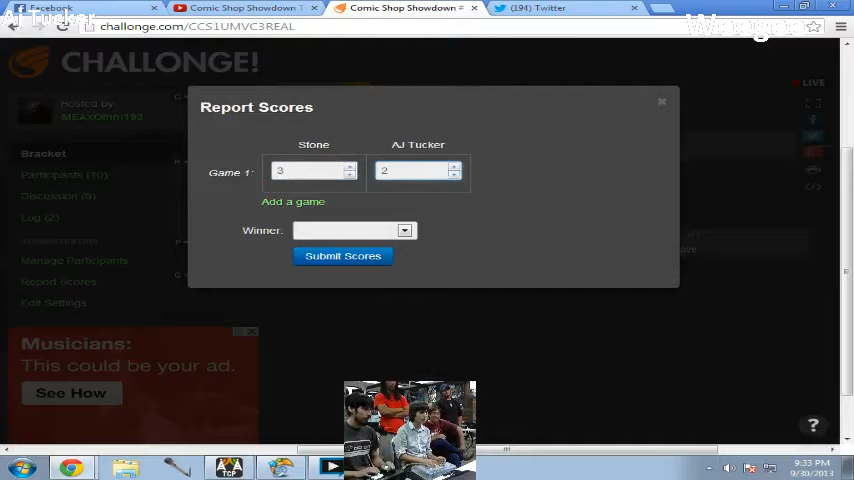 Facebook
Comic Shop Showdown T
Comic Shop Showdown #
(194) Twitter
Aj Tucker
Waegee
challonge.com/CCS1UMVC3REAL
CHALLONGE!
LIVE
Hosted by
MEAXOmni192
Report Scores
Stone
AJ Tucker
Game 1:
3
2
Add a game
Winner:
Submit Scores
Bracket
Participants (10)
Discussion (0)
Log (2)
Manage Participants
Report Scores
Edit Settings
Musicians:
This could be your ad.
See How
?
TCP
9:33 PM
9/30/2013